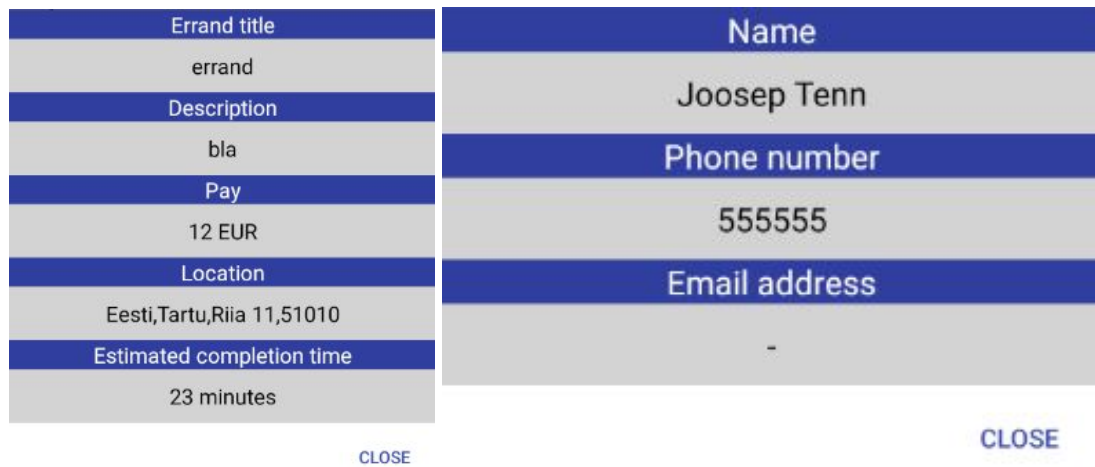 Errand title
errand
Description
bla
Pay
12 EUR
Location
Eesti,Tartu,Riia 11,51010
Estimated completion time
23 minutes
CLOSE
Name
Joosep Tenn
Phone number
555555
Email address
-
CLOSE